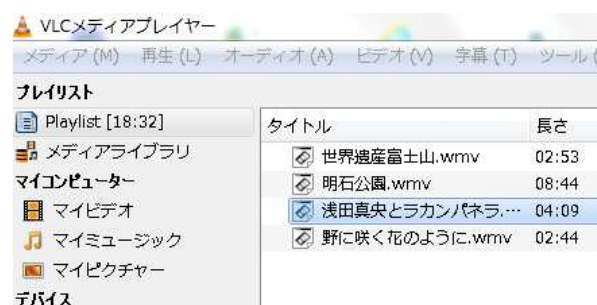 VLCメディアプレイヤー
メディア(M) 再生(L) オーディオ(A) ビデオ(V) 字幕(T) ツール(
プレイリスト
Playlist [18:32]
メディアライブラリ
マイコンピューター
マイビデオ
マイミュージック
マイピクチャー
デバイス
タイトル 長さ
世界遺産富士山.wmv 02:53
明石公園.wmv 08:44
浅田真央とラカンパネラ.… 04:09
野に咲く花のように.wmv 02:44